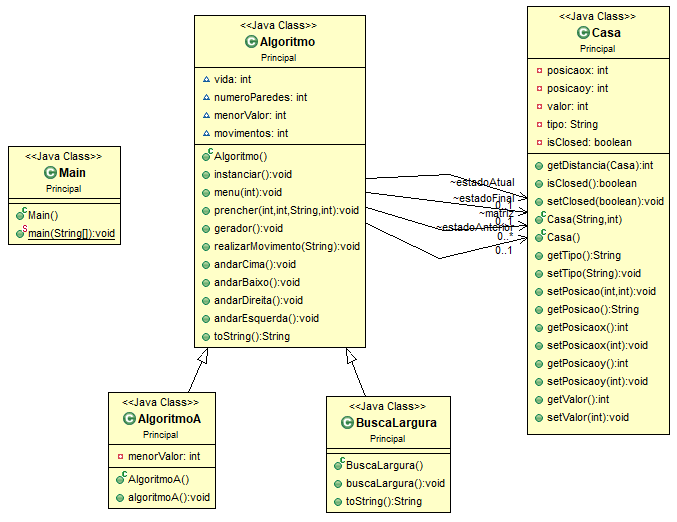 <<Java Class>>
Main
Principal
Main()
main(String[]):void
<<Java Class>>
Algoritmo
Principal
vida: int
numeroParedes: int
menorValor: int
movimentos: int
Algoritmo()
instanciar():void
menu(int):void
prencher(int,int,String,int):void
gerador():void
realizarMovimento(String):void
andarCima():void
andarBaixo():void
andarDireita():void
andarEsquerda():void
toString():String
~estadoAtual
0..1
~estadoFinal
0..1
~matriz
0..*
~estadoAnterior
0..1
<<Java Class>>
Casa
Principal
posicaox: int
posicaoy: int
valor: int
tipo: String
isClosed: boolean
getDistancia(Casa):int
isClosed():boolean
setClosed(boolean):void
Casa(String,int)
Casa()
getTipo():String
setTipo(String):void
setPosicao(int,int):void
getPosicao():String
getPosicaox():int
setPosicaox(int):void
getPosicaoy():int
setPosicaoy(int):void
getValor():int
setValor(int):void
<<Java Class>>
AlgoritmoA
Principal
menorValor: int
AlgoritmoA()
algoritmoA():void
<<Java Class>>
BuscaLargura
Principal
BuscaLargura()
buscaLargura():void
toString():String